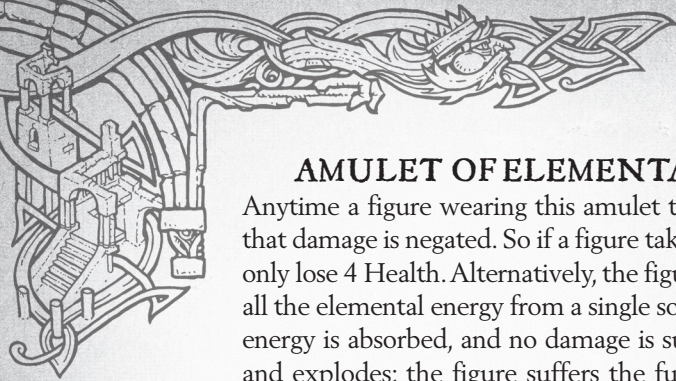 AMULET OF ELEMENTA
Anytime a figure wearing this amulet t
that damage is negated. So if a figure tak
only lose 4 Health. Alternatively, the figu
all the elemental energy from a single so
energy is absorbed, and no damage is su
and explodes; the figure suffers the fu